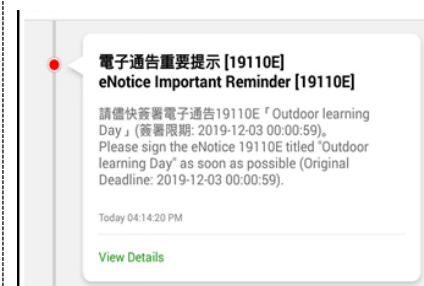 電子通告重要提示 [19110E]
eNotice Important Reminder [19110E]
請儘快簽署電子通告19110E「Outdoor learning
Day」(簽署限期: 2019-12-03 00:00:59)。
Please sign the eNotice 19110E titled "Outdoor
learning Day" as soon as possible (Original
Deadline: 2019-12-03 00:00:59).
Today 04:14:20 PM
View Details